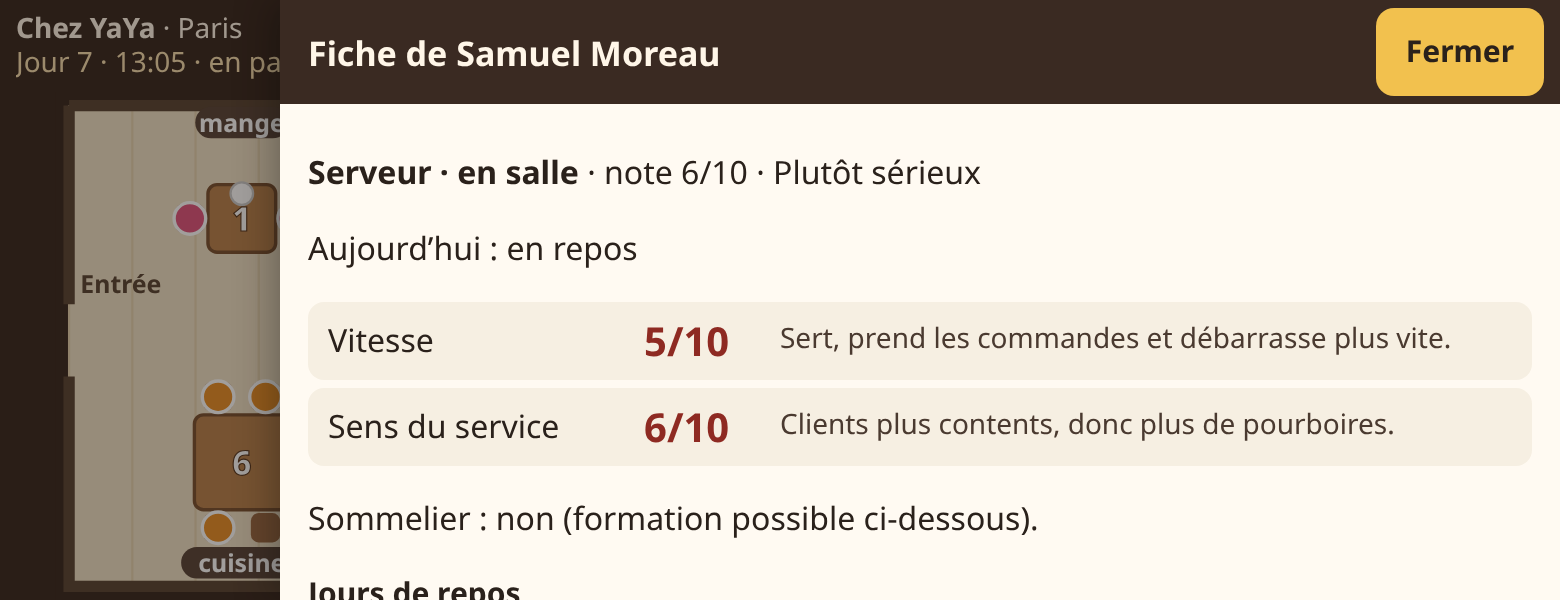 Chez YaYa · Paris
Jour 7 · 13:05 · en pa
Fiche de Samuel Moreau
Fermer
mange
1
Entrée
6
cuisine
Serveur · en salle · note 6/10 · Plutôt sérieux
Aujourd’hui : en repos
Vitesse 5/10 Sert, prend les commandes et débarrasse plus vite.
Sens du service 6/10 Clients plus contents, donc plus de pourboires.
Sommelier : non (formation possible ci-dessous).
Jours de repos